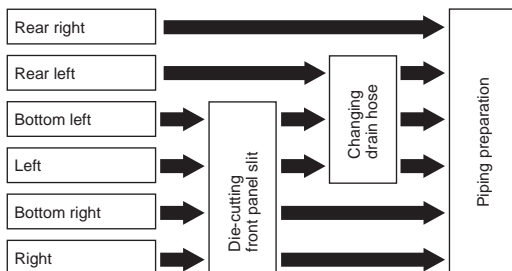 Rear right
Rear left
Bottom left
Left
Bottom right
Right
Die-cutting
front panel slit
Changing
drain hose
Piping preparation